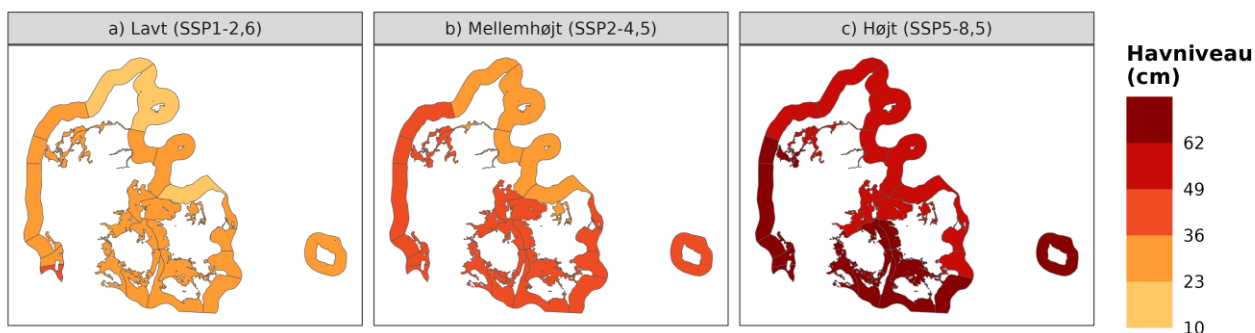 a) Lavt (SSP1-2,6)
b) Mellemhøjt (SSP2-4,5)
c) Højt (SSP5-8,5)
Havniveau
(cm)
62
49
36
23
10